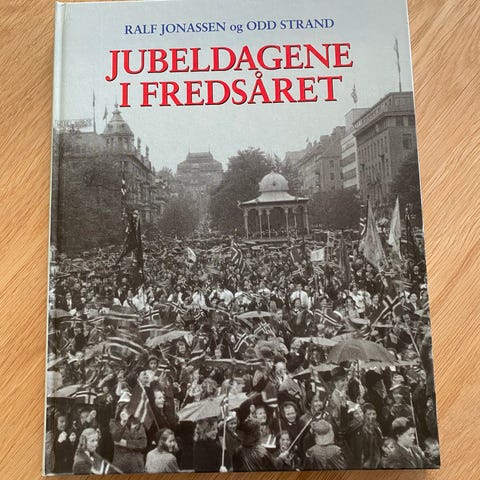 RALF JONASSEN og ODD STRAND
JUBELDAGENE
I FREDSÅRET